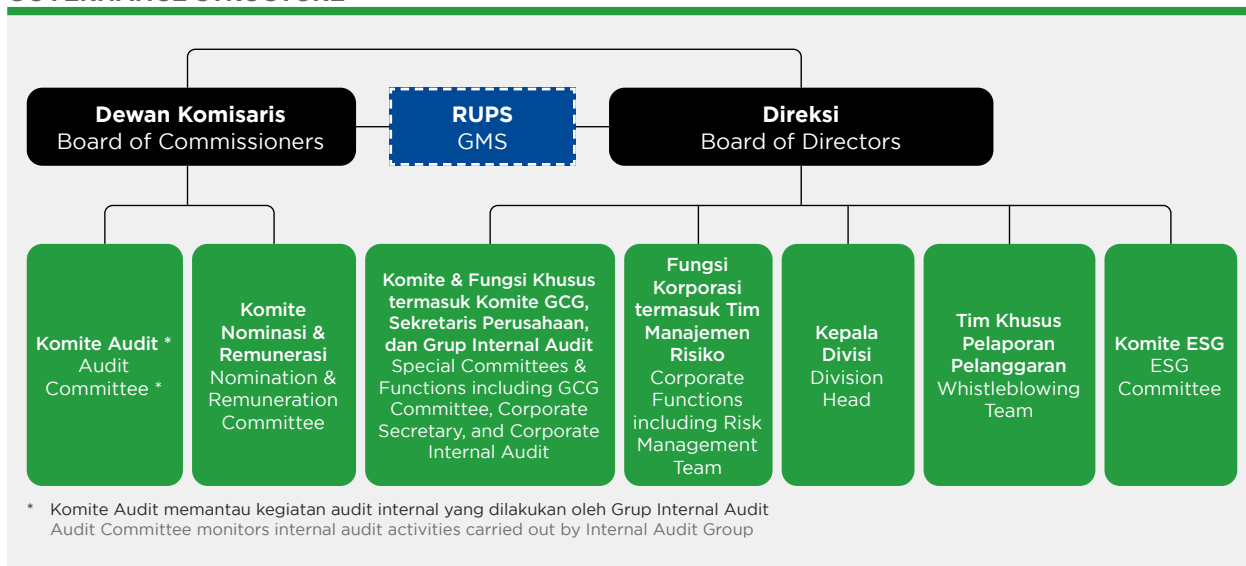 GOVERNANCE STRUCTURE
Dewan Komisaris
Board of Commissioners
RUPS
GMS
Direksi
Board of Directors
Komite Audit *
Audit
Committee *
Komite
Nominasi &
Remunerasi
Nomination &
Remuneration
Committee
Komite & Fungsi Khusus
termasuk Komite GCG,
Sekretaris Perusahaan,
dan Grup Internal Audit
Special Committees &
Functions including GCG
Committee, Corporate
Secretary, and Corporate
Internal Audit
Fungsi
Korporasi
termasuk Tim
Manajemen
Risiko
Corporate
Functions
including Risk
Management
Team
Kepala
Divisi
Division
Head
Tim Khusus
Pelaporan
Pelanggaran
Whistleblowing
Team
Komite ESG
ESG
Committee
* Komite Audit memantau kegiatan audit internal yang dilakukan oleh Grup Internal Audit
Audit Committee monitors internal audit activities carried out by Internal Audit Group